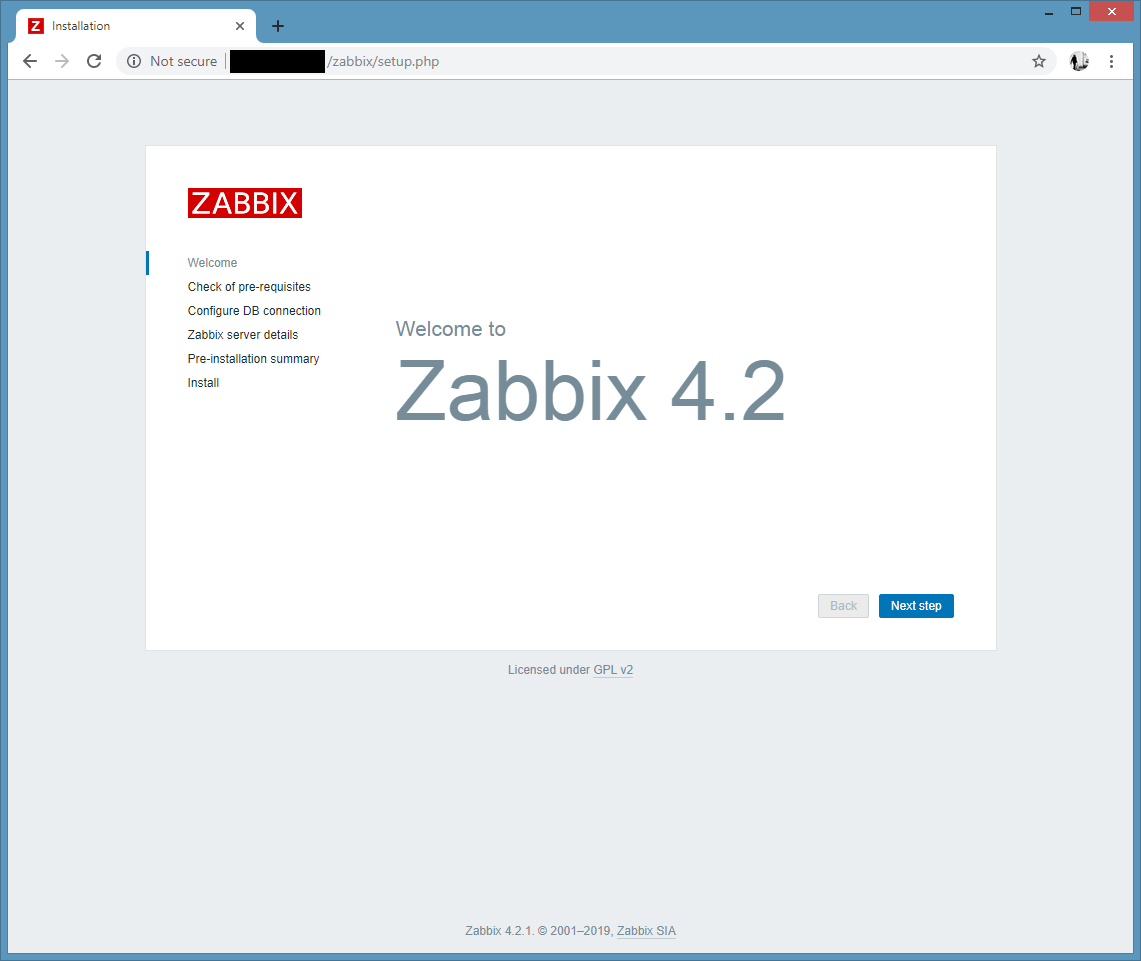 Z Installation
Not secure | /zabbix/setup.php
ZABBIX
Welcome
Check of pre-requisites
Configure DB connection
Zabbix server details
Pre-installation summary
Install
Welcome to
Zabbix 4.2
Back Next step
Licensed under GPL v2
Zabbix 4.2.1. © 2001–2019, Zabbix SIA